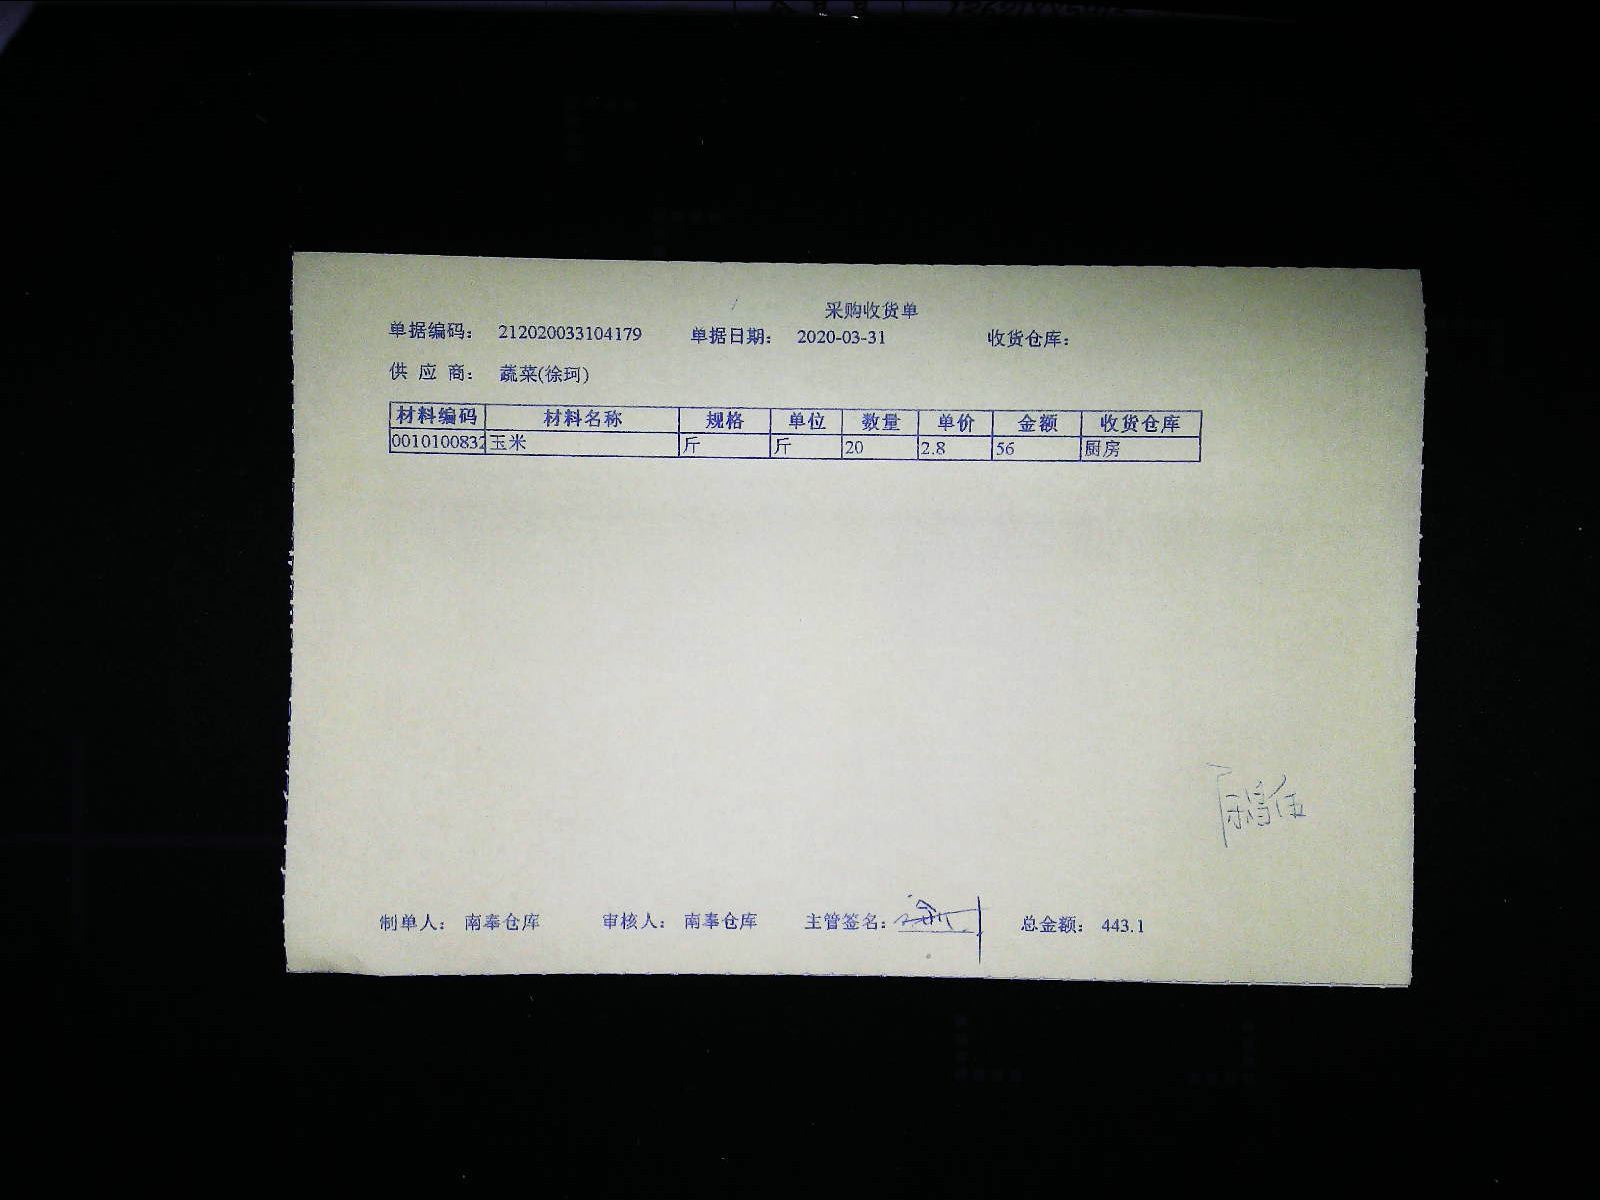 采购收货单
单据编码： 212020033104179 单据日期： 2020-03-31 收货仓库：
供 应 商： 蔬菜(徐珂)
材料编码 材料名称 规格 单位 数量 单价 金额 收货仓库
0010100832 玉米 斤 斤 20 2.8 56 厨房
制单人： 南奉仓库 审核人： 南奉仓库 主管签名： 总金额： 443.1